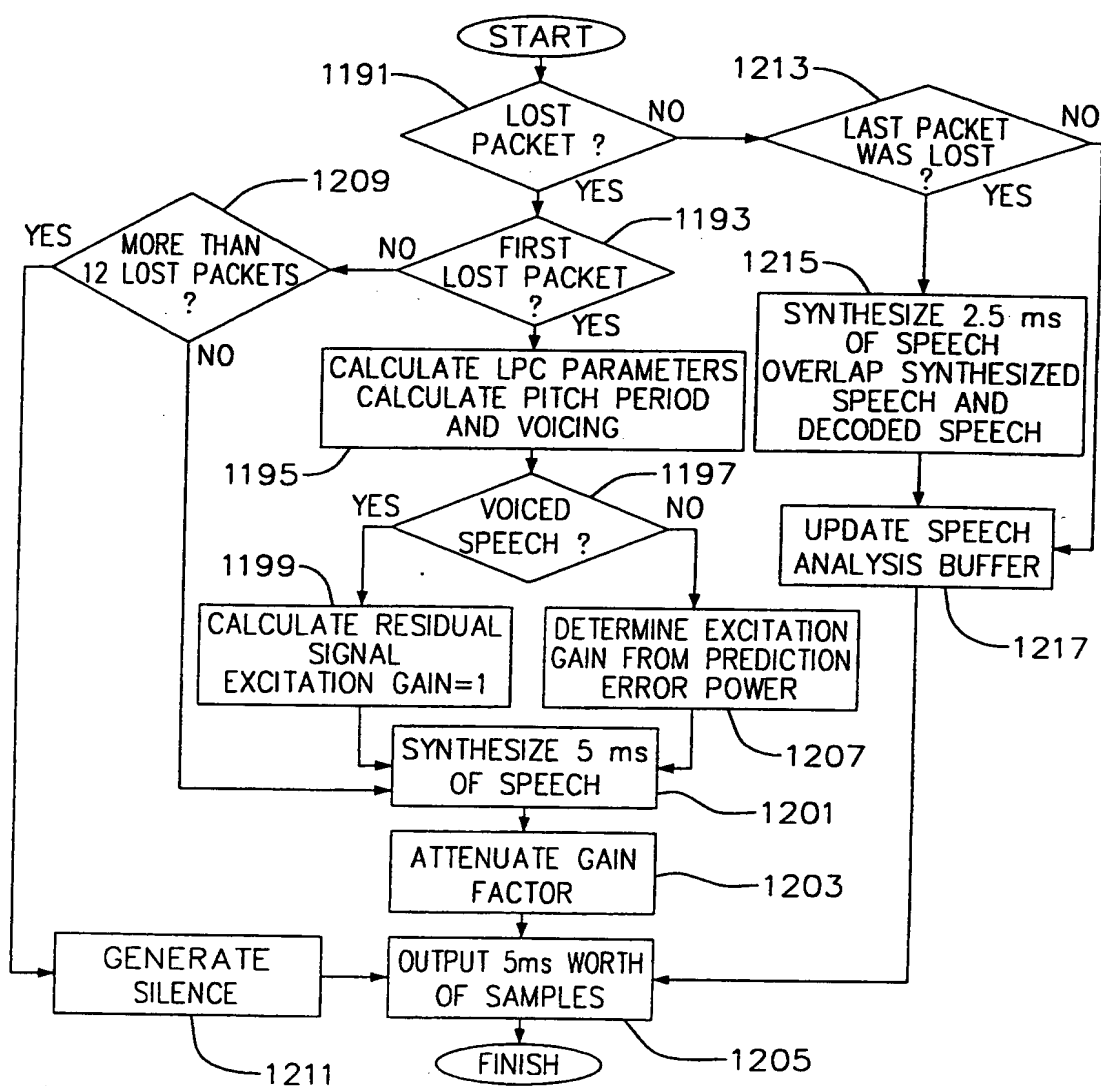 START
1191
LOST
PACKET ?
NO
YES
1213
LAST PACKET
WAS LOST
?
NO
YES
1209
YES
MORE THAN
12 LOST PACKETS
?
NO
NO
1193
FIRST
LOST PACKET
?
YES
1215
SYNTHESIZE 2.5 ms
OF SPEECH
OVERLAP SYNTHESIZED
SPEECH AND
DECODED SPEECH
CALCULATE LPC PARAMETERS
CALCULATE PITCH PERIOD
AND VOICING
1195
1197
YES
VOICED
SPEECH ?
NO
UPDATE SPEECH
ANALYSIS BUFFER
1217
1199
CALCULATE RESIDUAL
SIGNAL
EXCITATION GAIN=1
DETERMINE EXCITATION
GAIN FROM PREDICTION
ERROR POWER
1207
SYNTHESIZE 5 ms
OF SPEECH
1201
ATTENUATE GAIN
FACTOR
1203
GENERATE
SILENCE
1211
OUTPUT 5ms WORTH
OF SAMPLES
1205
FINISH